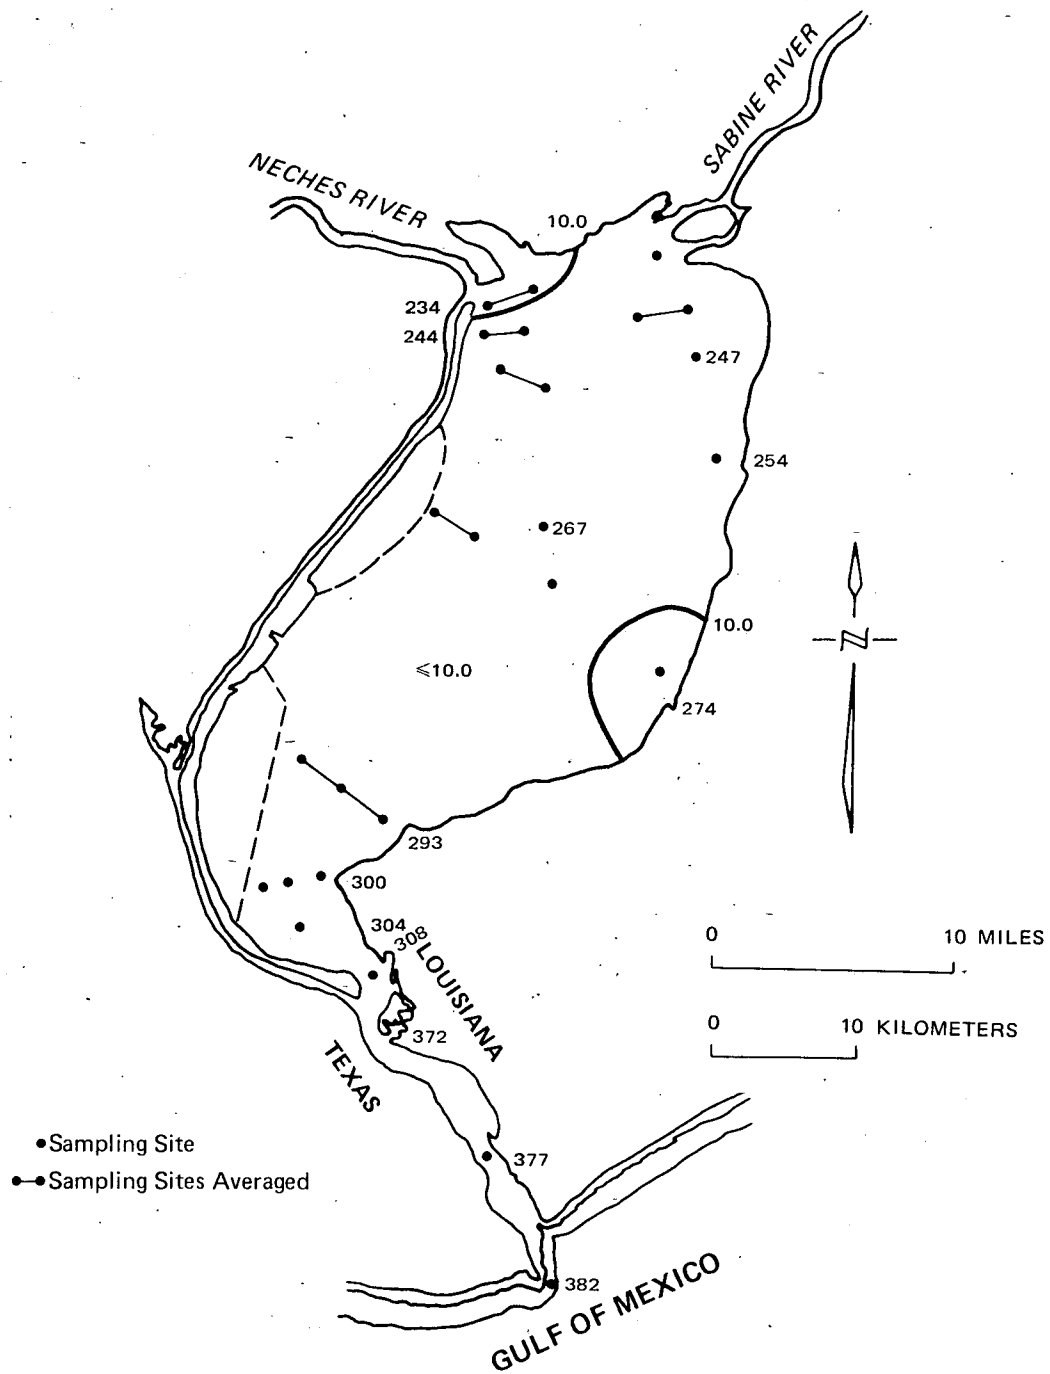 SABINE RIVER
NECHES RIVER
10.0
234
244
247
254
267
10.0
≤10.0
274
293
300
304
308
LOUISIANA
0 10 MILES
0 10 KILOMETERS
372
TEXAS
Sampling Site
377
Sampling Sites Averaged
382
GULF OF MEXICO
N